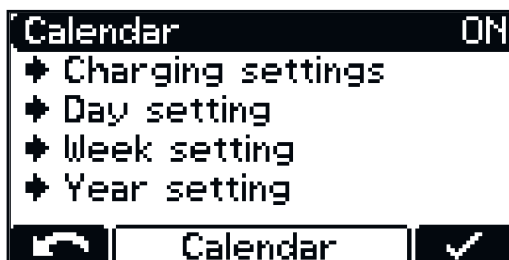 Calendar ON
Charging settings
Day setting
Week setting
Year setting
Calendar